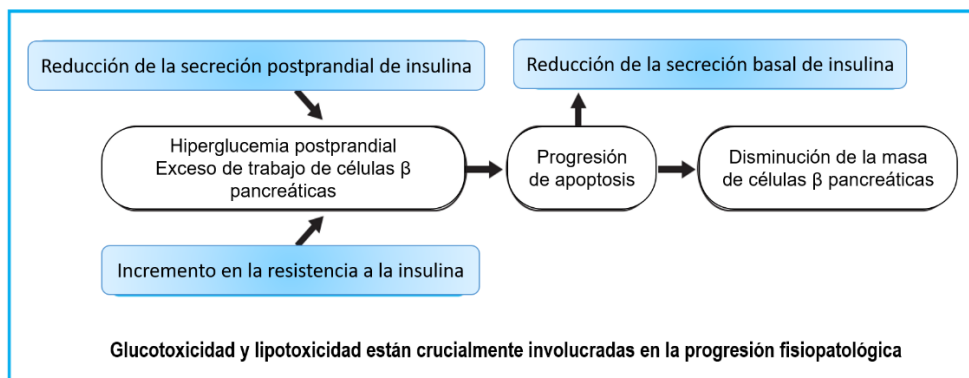 Reducción de la secreción postprandial de insulina
Reducción de la secreción basal de insulina
Hiperglucemia postprandial
Exceso de trabajo de células β
pancreáticas
Progresión
de apoptosis
Disminución de la masa
de células β pancreáticas
Incremento en la resistencia a la insulina
Glucotoxicidad y lipotoxicidad están crucialmente involucradas en la progresión fisiopatológica